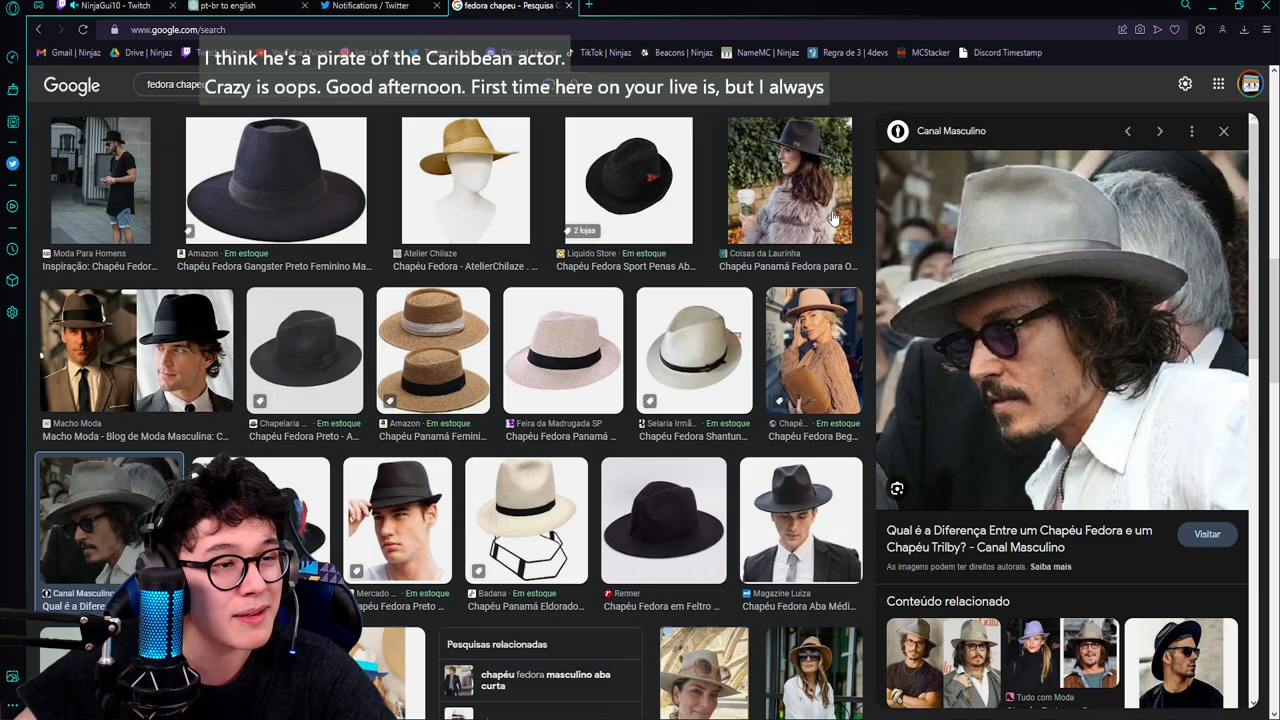 NinjaGui10 - Twitch
pt-br to english
Notifications / Twitter
fedora chapeu - Pesquisa G
www.google.com/search
Gmail | Ninjaz
Drive | Ninjaz
TikTok | Ninjaz
Beacons | Ninjaz
NameMC | Ninjaz
Regra de 3 | 4devs
MCStacker
Discord Timestamp
I think he's a pirate of the Caribbean actor.
Crazy is oops. Good afternoon. First time here on your live is, but I always
Google
fedora chapeu
Canal Masculino
2 lojas
Moda Para Homens
Inspiração: Chapéu Fedor...
Amazon · Em estoque
Chapéu Fedora Gangster Preto Feminino Ma...
Atelier Chilaze · Em estoque
Chapéu Fedora - AtelierChilaze . ...
Liquido Store · Em estoque
Chapéu Fedora Sport Penas Ab...
Coisas da Laurinha
Chapéu Panamá Fedora para O...
Macho Moda
Macho Moda - Blog de Moda Masculina: C...
Chapelaria ... · Em estoque
Chapéu Fedora Preto - A...
Amazon · Em estoque
Chapéu Panamá Femini...
Feira da Madrugada SP
Chapéu Fedora Panamá ...
Selaria Irmã... · Em estoque
Chapéu Fedora Shantun...
Chapé... · Em estoque
Chapéu Fedora Beg...
Canal Masculino
Qual é a Difere
Mercado ... · Em estoque
Chapéu Fedora Preto ...
Badana · Em estoque
Chapéu Panamá Eldorado...
Renner
Chapéu Fedora em Feltro ...
Magazine Luiza
Chapéu Fedora Aba Médi...
Qual é a Diferença Entre um Chapéu Fedora e um
Chapéu Trilby? - Canal Masculino
Visitar
As imagens podem ter direitos autorais. Saiba mais
Conteúdo relacionado
Tudo com Moda
Pesquisas relacionadas
chapéu fedora masculino aba
curta